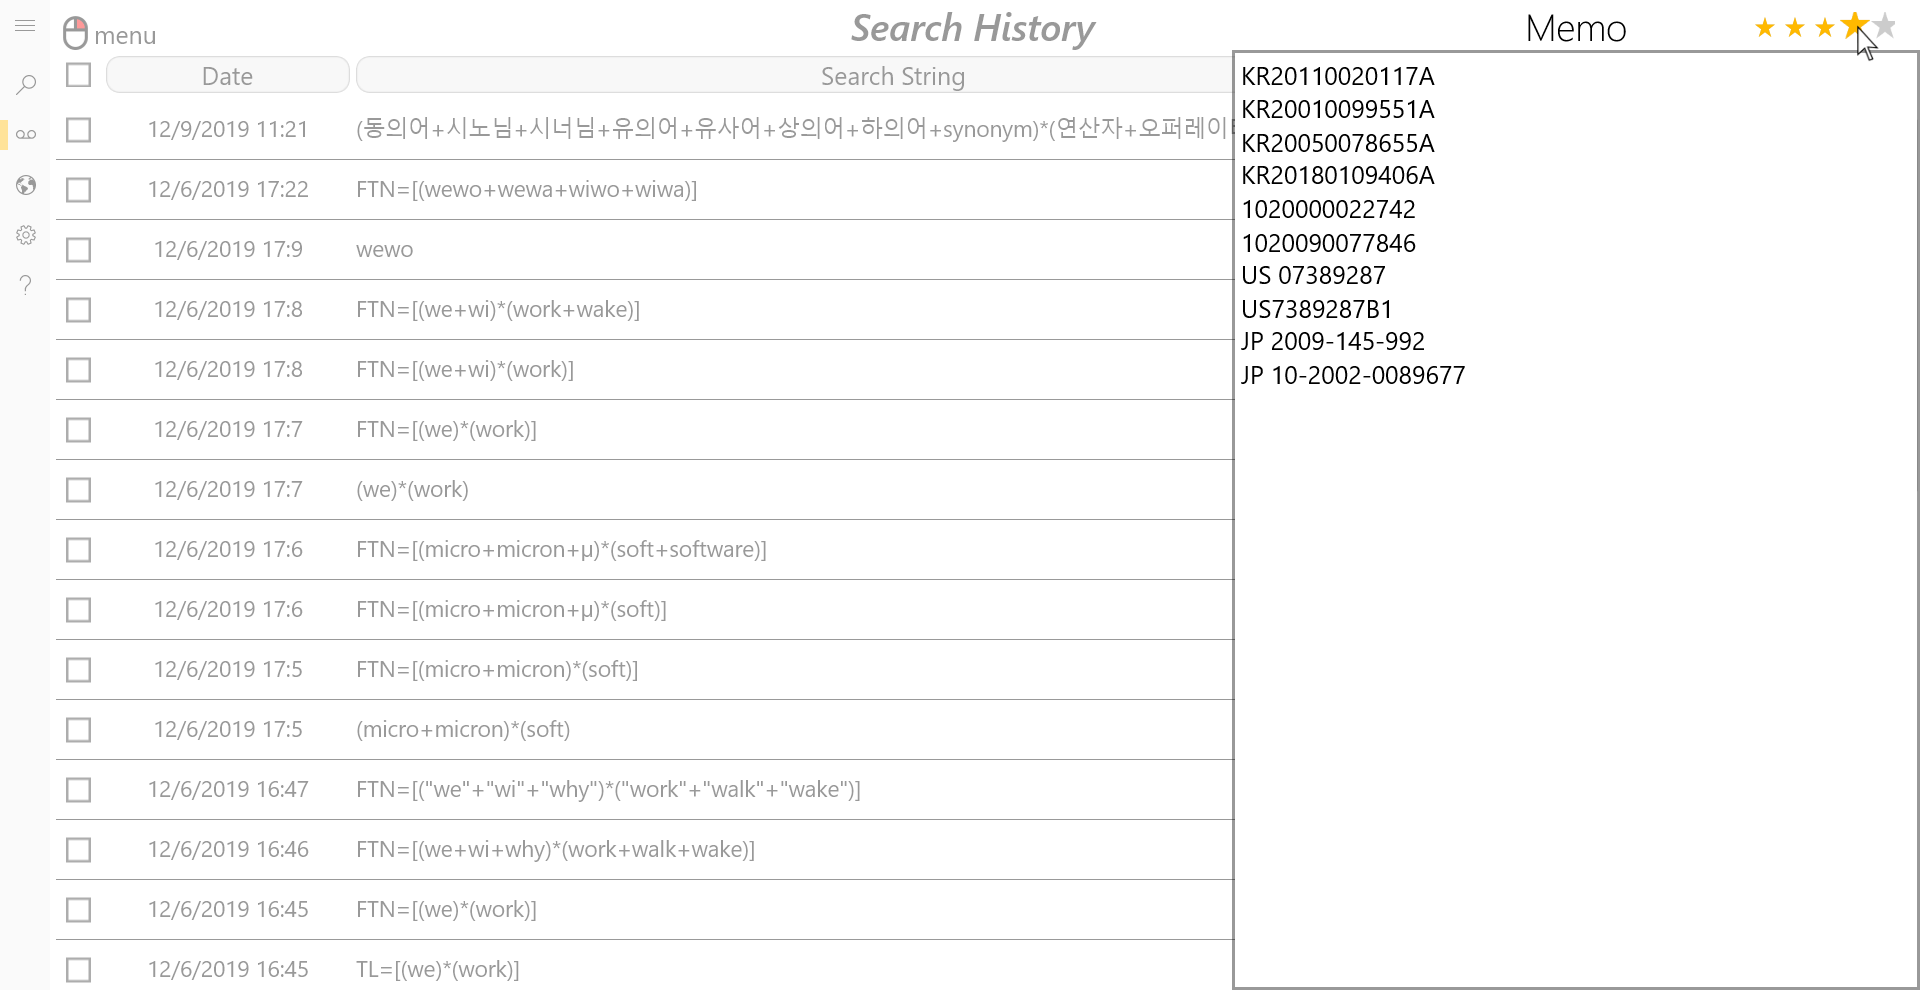 menu
Search History
Memo
Date
Search String
12/9/2019 11:21 (동의어+시노님+시너님+유의어+유사어+상의어+하의어+synonym)*(연산자+오퍼레이
12/6/2019 17:22 FTN=[(wewo+wewa+wiwo+wiwa)]
12/6/2019 17:9 wewo
12/6/2019 17:8 FTN=[(we+wi)*(work+wake)]
12/6/2019 17:8 FTN=[(we+wi)*(work)]
12/6/2019 17:7 FTN=[(we)*(work)]
12/6/2019 17:7 (we)*(work)
12/6/2019 17:6 FTN=[(micro+micron+µ)*(soft+software)]
12/6/2019 17:6 FTN=[(micro+micron+µ)*(soft)]
12/6/2019 17:5 FTN=[(micro+micron)*(soft)]
12/6/2019 17:5 (micro+micron)*(soft)
12/6/2019 16:47 FTN=[("we"+"wi"+"why")*("work"+"walk"+"wake")]
12/6/2019 16:46 FTN=[(we+wi+why)*(work+walk+wake)]
12/6/2019 16:45 FTN=[(we)*(work)]
12/6/2019 16:45 TL=[(we)*(work)]
KR20110020117A
KR20010099551A
KR20050078655A
KR20180109406A
1020000022742
1020090077846
US 07389287
US7389287B1
JP 2009-145-992
JP 10-2002-0089677